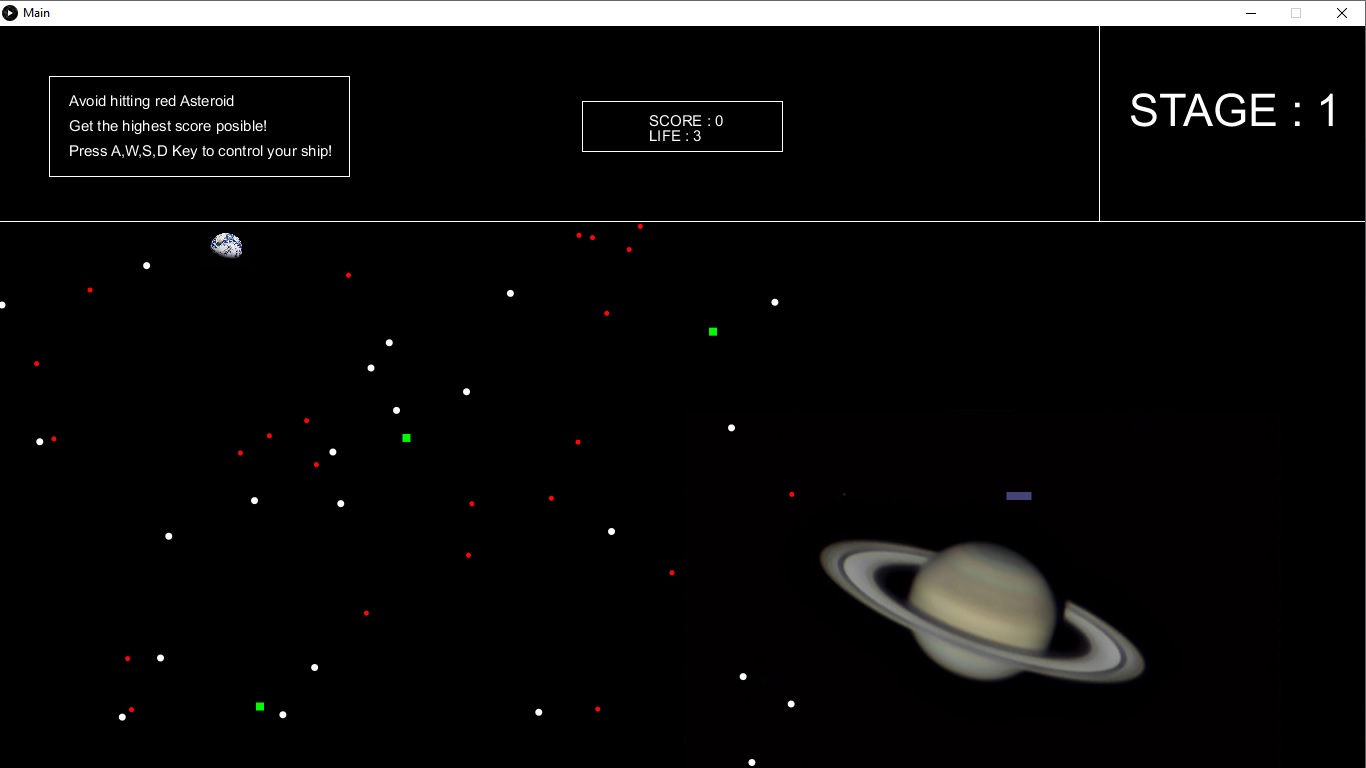 Main
Avoid hitting red Asteroid
Get the highest score posible!
Press A,W,S,D Key to control your ship!
SCORE : 0
LIFE : 3
STAGE : 1